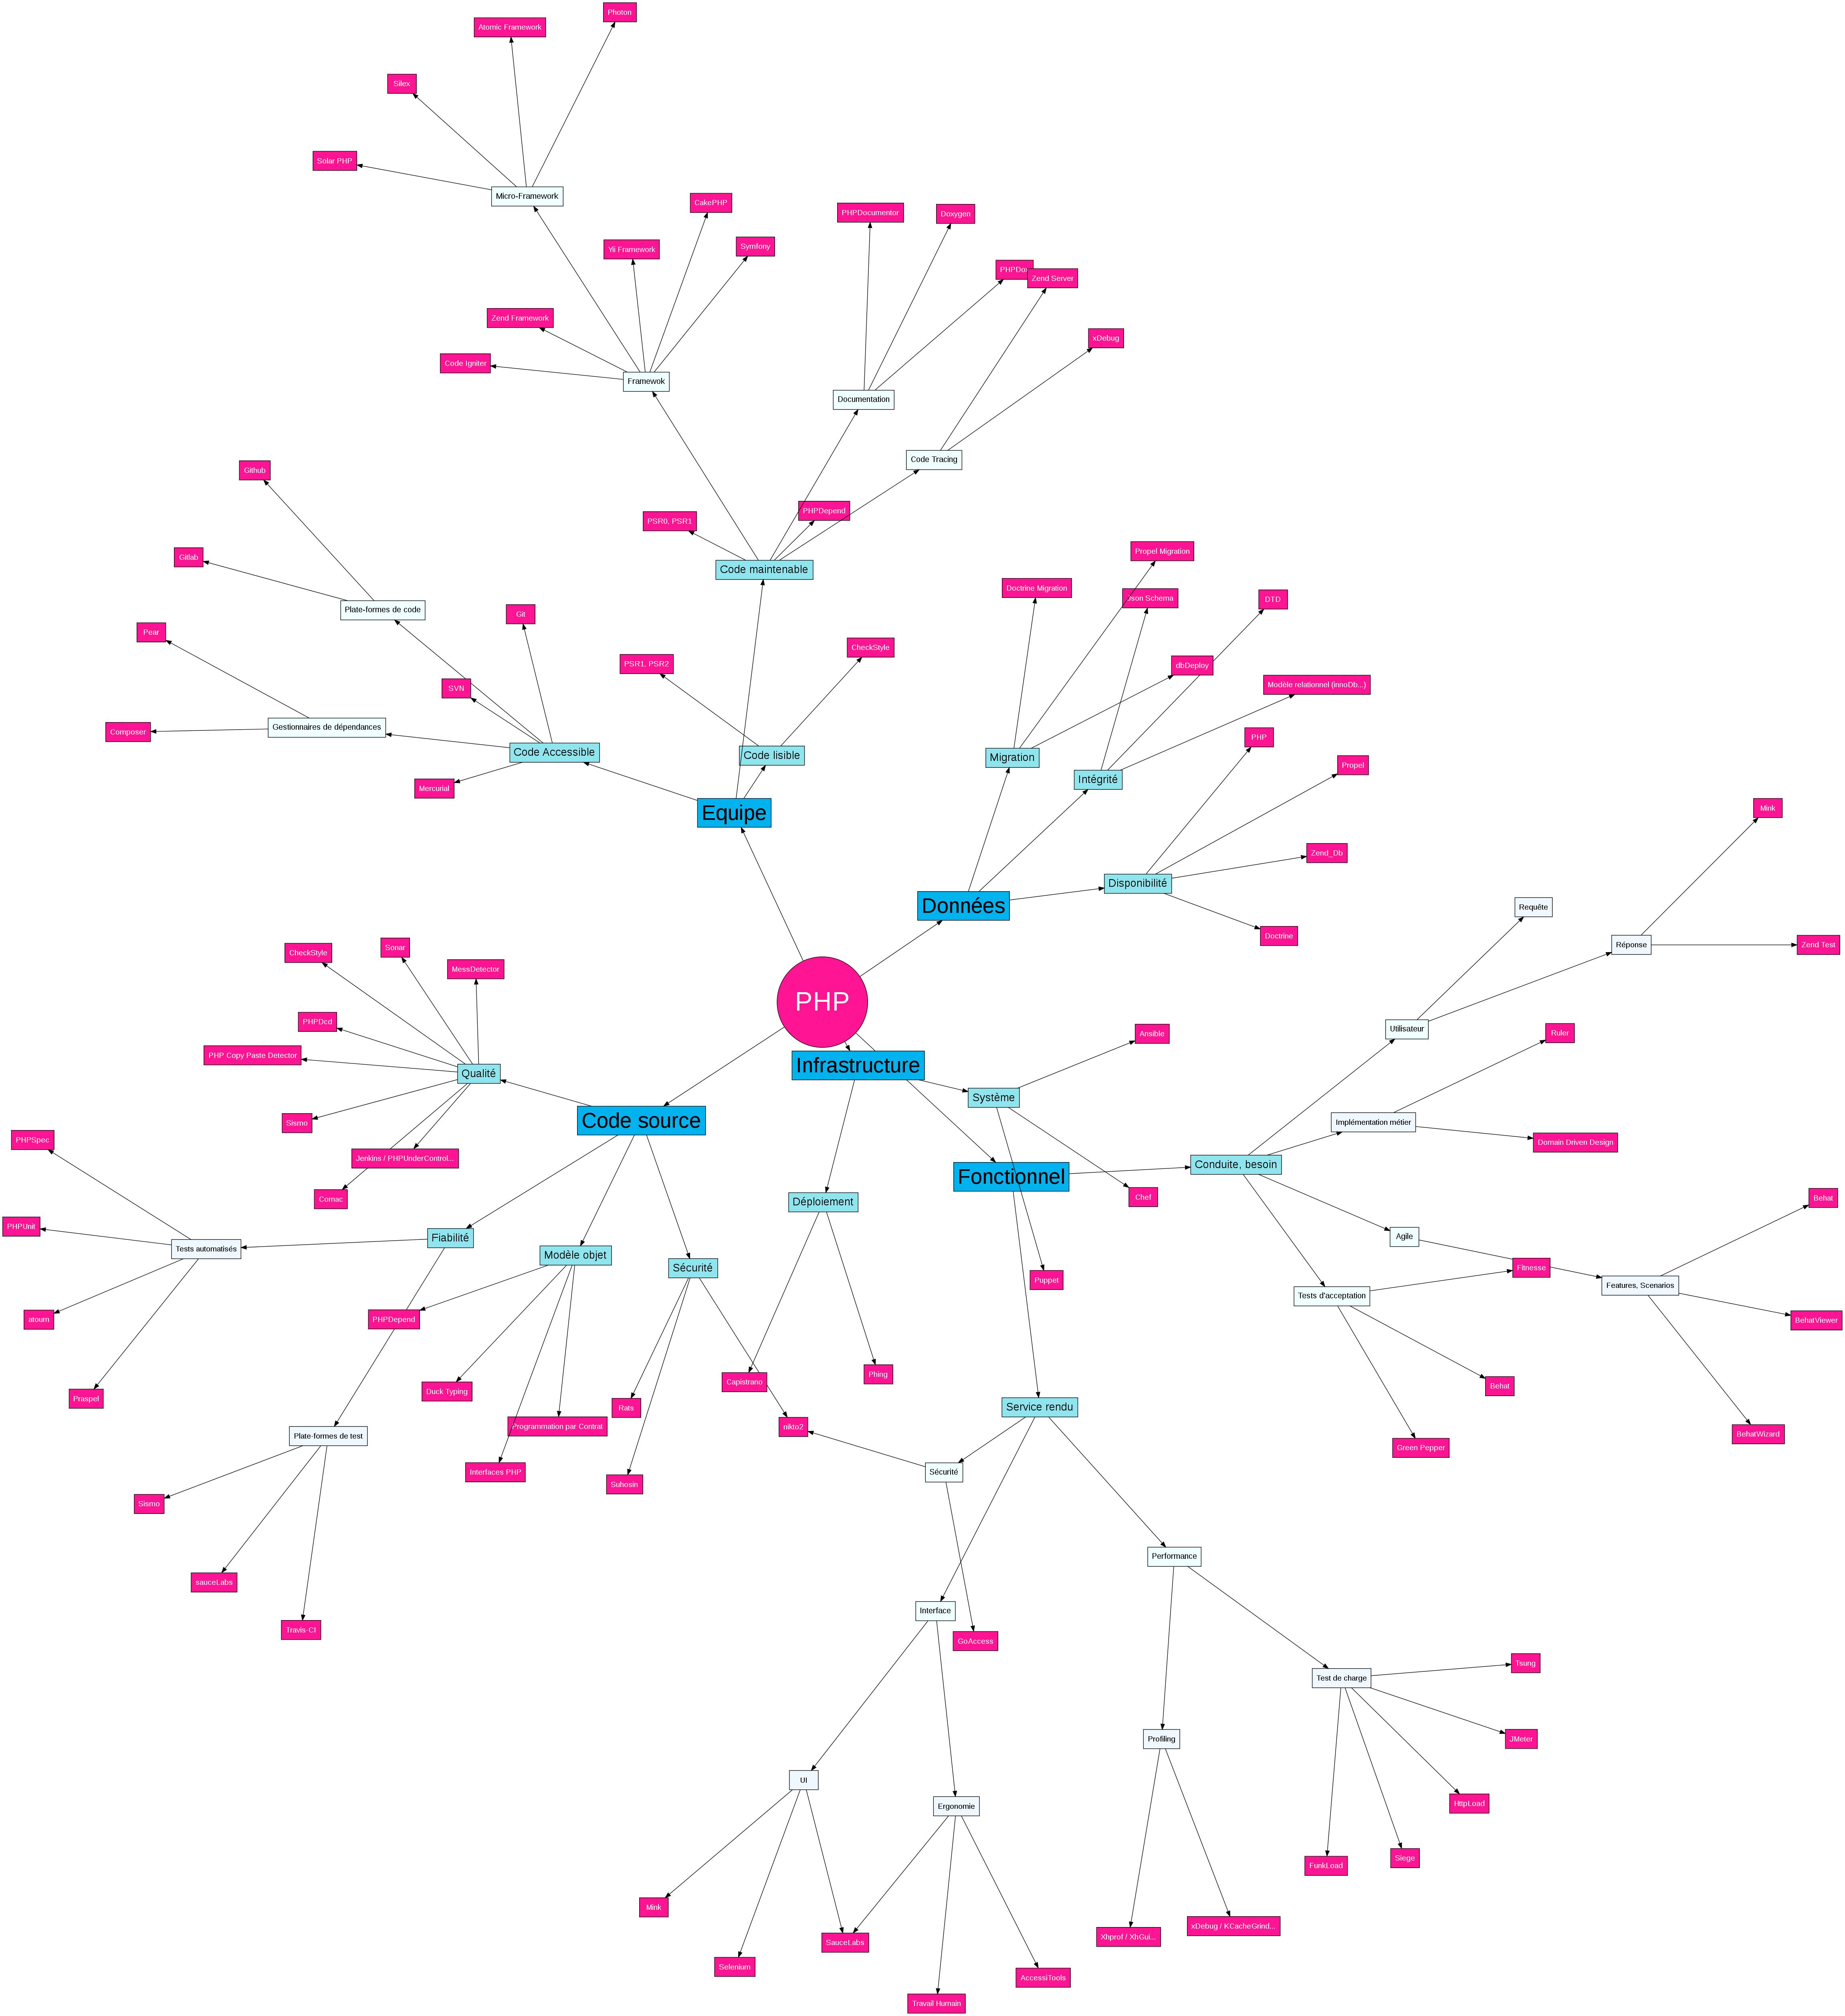 Photon
Atomic Framework
Silex
Solar PHP
Micro-Framework
CakePHP
PHPDocumentor
Doxygen
Yii Framework
Symfony
Zend Server
Zend Framework
xDebug
Code Igniter
Framewok
Documentation
Code Tracing
Github
PHPDepend
PSR0, PSR1
Gitlab
Code maintenable
Propel Migration
Doctrine Migration
Json Schema
DTD
Plate-formes de code
Git
Pear
CheckStyle
PSR1, PSR2
dbDeploy
SVN
Modèle relationnel (innoDb...)
Gestionnaires de dépendances
Composer
PHP
Code Accessible
Code lisible
Migration
Propel
Intégrité
Mercurial
Mink
Equipe
Zend_Db
Disponibilité
Données
Requête
Doctrine
Réponse
Zend Test
Sonar
CheckStyle
MessDetector
PHP
PHPDcd
Utilisateur
Ansible
Ruler
PHP Copy Paste Detector
Infrastructure
Qualité
Système
Sismo
Code source
Implémentation métier
PHPSpec
Domain Driven Design
Jenkins / PHPUnderControl...
Conduite, besoin
Fonctionnel
Comac
Chef
Behat
Déploiement
PHPUnit
Fiabilité
Agile
Tests automatisés
Modèle objet
Sécurité
Fitnesse
Puppet
Features, Scenarios
Tests d'acceptation
PHPDepend
atoum
BehatViewer
Phing
Capistrano
Behat
Duck Typing
Praspel
Rats
Service rendu
Programmation par Contrat
nikto2
BehatWizard
Plate-formes de test
Green Pepper
Interfaces PHP
Sécurité
Suhosin
Sismo
Performance
sauceLabs
Interface
Travis-CI
GoAccess
Tsung
Test de charge
Profiling
JMeter
UI
HttpLoad
Ergonomie
Siege
FunkLoad
Mink
xDebug / KCacheGrind...
Xhprof / XhGui...
SauceLabs
Selenium
AccessiTools
Travail Humain